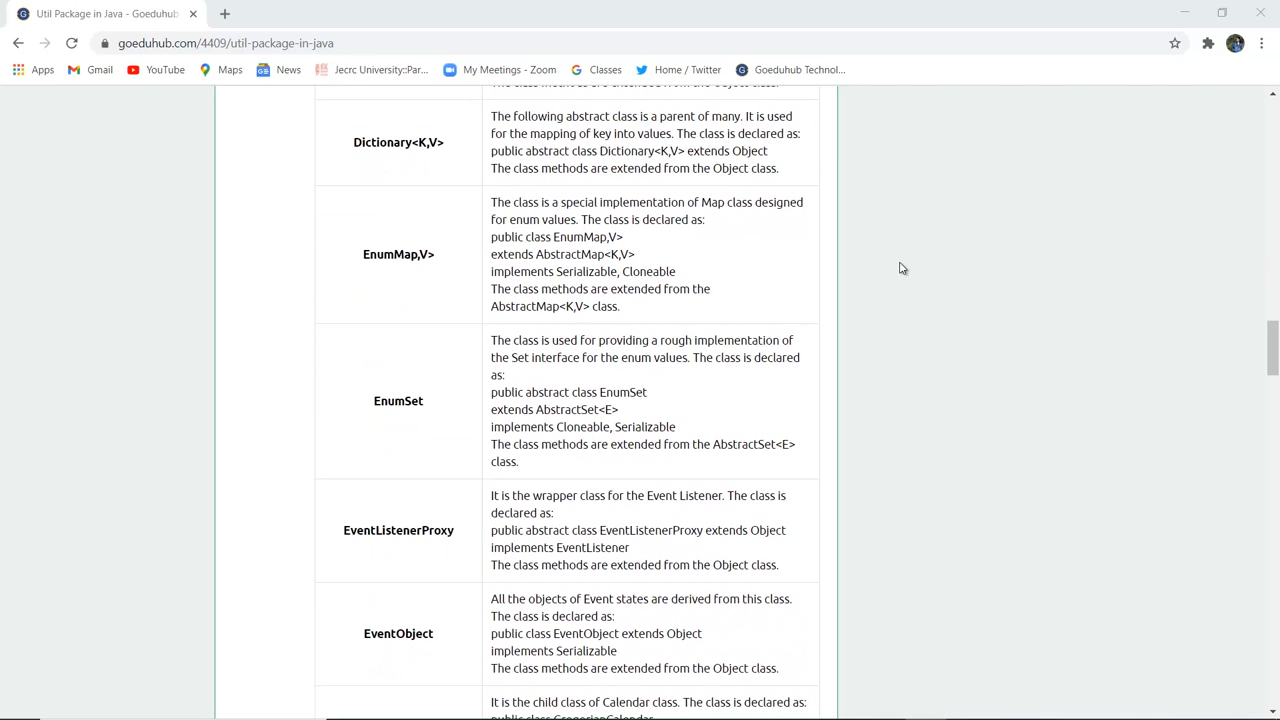 Util Package in Java - Goeduhub
goeduhub.com/4409/util-package-in-java
Apps Gmail YouTube Maps News Jecrc University::Par... My Meetings - Zoom Classes Home / Twitter Goeduhub Technol...
The following abstract class is a parent of many. It is used
for the mapping of key into values. The class is declared as:
Dictionary<K,V>
public abstract class Dictionary<K,V> extends Object
The class methods are extended from the Object class.
The class is a special implementation of Map class designed
for enum values. The class is declared as:
public class EnumMap,V>
EnumMap,V>
extends AbstractMap<K,V>
implements Serializable, Cloneable
The class methods are extended from the
AbstractMap<K,V> class.
The class is used for providing a rough implementation of
the Set interface for the enum values. The class is declared
as:
public abstract class EnumSet
EnumSet
extends AbstractSet<E>
implements Cloneable, Serializable
The class methods are extended from the AbstractSet<E>
class.
It is the wrapper class for the Event Listener. The class is
declared as:
EventListenerProxy
public abstract class EventListenerProxy extends Object
implements EventListener
The class methods are extended from the Object class.
All the objects of Event states are derived from this class.
The class is declared as:
EventObject
public class EventObject extends Object
implements Serializable
The class methods are extended from the Object class.
It is the child class of Calendar class. The class is declared as:
public class GregorianCalendar